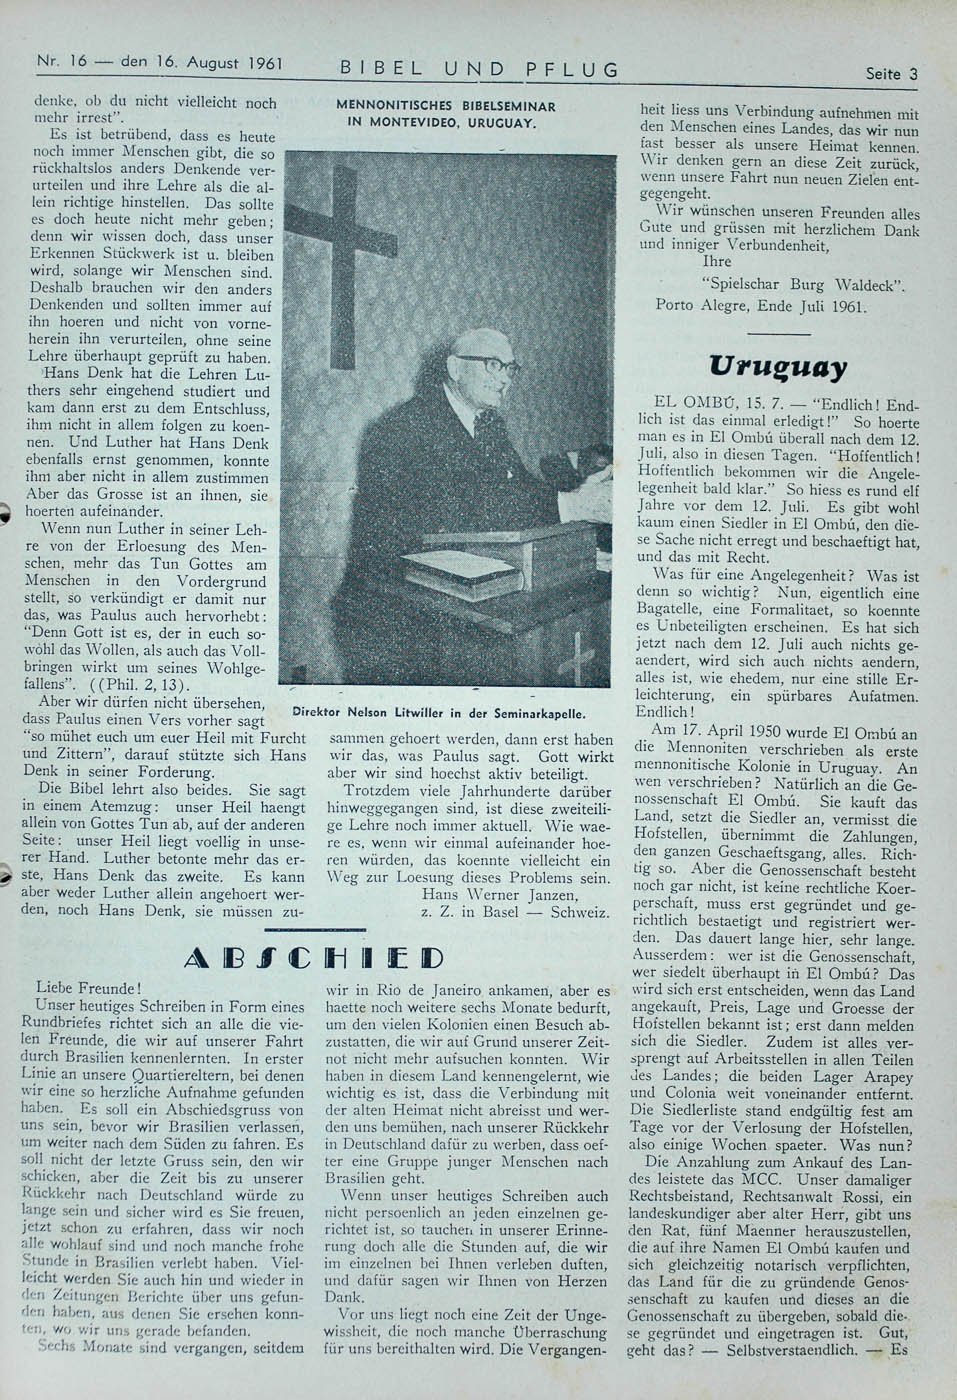 Nr. 16 — den 16. August 1961
BIBEL UND PFLUG
Seite 3
denke, ob du nicht vielleicht noch
mehr irrest".
Es ist betrübend, dass es heute
noch immer Menschen gibt, die so
rückhaltslos anders Denkende ver-
urteilen und ihre Lehre als die al-
lein richtige hinstellen. Das sollte
es doch heute nicht mehr geben;
denn wir wissen doch, dass unser
Erkennen Stückwerk ist u. bleiben
wird, solange wir Menschen sind.
Deshalb brauchen wir den anders
Denkenden und sollten immer auf
ihn hoeren und nicht von vorne-
herein ihn verurteilen, ohne seine
Lehre überhaupt geprüft zu haben.
Hans Denk hat die Lehren Lu-
thers sehr eingehend studiert und
kam dann erst zu dem Entschluss,
ihm nicht in allem folgen zu koen-
nen. Und Luther hat Hans Denk
ebenfalls ernst genommen, konnte
ihm aber nicht in allem zustimmen
Aber das Grosse ist an ihnen, sie
hoerten aufeinander.
Wenn nun Luther in seiner Leh-
re von der Erloesung des Men-
schen, mehr das Tun Gottes am
Menschen in den Vordergrund
stellt, so verkündigt er damit nur
das, was Paulus auch hervorhebt:
"Denn Gott ist es, der in euch so-
wohl das Wollen, als auch das Voll-
bringen wirkt um seines Wohlge-
fallens". ((Phil. 2, 13).
Aber wir dürfen nicht übersehen,
dass Paulus einen Vers vorher sagt
"so mühet euch um euer Heil mit Furcht
und Zittern", darauf stützte sich Hans
Denk in seiner Forderung.
Die Bibel lehrt also beides. Sie sagt
in einem Atemzug: unser Heil haengt
allein von Gottes Tun ab, auf der anderen
Seite: unser Heil liegt voellig in unse-
rer Hand. Luther betonte mehr das er-
ste, Hans Denk das zweite. Es kann
aber weder Luther allein angehoert wer-
den, noch Hans Denk, sie müssen zu-
MENNONITISCHES BIBELSEMINAR
IN MONTEVIDEO, URUGUAY.
Direktor Nelson Litwiller in der Seminarkapelle.
sammen gehoert werden, dann erst haben
wir das, was Paulus sagt. Gott wirkt
aber wir sind hoechst aktiv beteiligt.
Trotzdem viele Jahrhunderte darüber
hinweggegangen sind, ist diese zweiteili-
ge Lehre noch immer aktuell. Wie wae-
re es, wenn wir einmal aufeinander hoe-
ren würden, das koennte vielleicht ein
Weg zur Loesung dieses Problems sein.
Hans Werner Janzen,
z. Z. in Basel — Schweiz.
ABSCHIED
Liebe Freunde!
Unser heutiges Schreiben in Form eines
Rundbriefes richtet sich an alle die vie-
len Freunde, die wir auf unserer Fahrt
durch Brasilien kennenlernten. In erster
Linie an unsere Quartiereltern, bei denen
wir eine so herzliche Aufnahme gefunden
haben. Es soll ein Abschiedsgruss von
uns sein, bevor wir Brasilien verlassen,
um weiter nach dem Süden zu fahren. Es
soll nicht der letzte Gruss sein, den wir
schicken, aber die Zeit bis zu unserer
Rückkehr nach Deutschland würde zu
lange sein und sicher wird es Sie freuen,
jetzt schon zu erfahren, dass wir noch
alle wohlauf sind und noch manche frohe
Stunde in Brasilien verlebt haben. Viel-
leicht werden Sie auch hin und wieder in
den Zeitungen Berichte über uns gefun-
den haben, aus denen Sie ersehen konn-
ten, wo wir uns gerade befanden.
Sechs Monate sind vergangen, seitdem
wir in Rio de Janeiro ankamen, aber es
haette noch weitere sechs Monate bedurft,
um den vielen Kolonien einen Besuch ab-
zustatten, die wir auf Grund unserer Zeit-
not nicht mehr aufsuchen konnten. Wir
haben in diesem Land kennengelernt, wie
wichtig es ist, dass die Verbindung mit
der alten Heimat nicht abreisst und wer-
den uns bemühen, nach unserer Rückkehr
in Deutschland dafür zu werben, dass oef-
ter eine Gruppe junger Menschen nach
Brasilien geht.
Wenn unser heutiges Schreiben auch
nicht persoenlich an jeden einzelnen ge-
richtet ist, so tauchen in unserer Erinne-
rung doch alle die Stunden auf, die wir
im einzelnen bei Ihnen verleben duften,
und dafür sagen wir Ihnen von Herzen
Dank.
Vor uns liegt noch eine Zeit der Unge-
wissheit, die noch manche Überraschung
für uns bereithalten wird. Die Vergangen-
heit liess uns Verbindung aufnehmen mit
den Menschen eines Landes, das wir nun
fast besser als unsere Heimat kennen.
Wir denken gern an diese Zeit zurück,
wenn unsere Fahrt nun neuen Zielen ent-
gegengeht.
Wir wünschen unseren Freunden alles
Gute und grüssen mit herzlichem Dank
und inniger Verbundenheit,
Ihre
"Spielschar Burg Waldeck".
Porto Alegre, Ende Juli 1961.
Uruguay
EL OMBÚ, 15. 7. — "Endlich! End-
lich ist das einmal erledigt!" So hoerte
man es in El Ombú überall nach dem 12.
Juli, also in diesen Tagen. "Hoffentlich!
Hoffentlich bekommen wir die Angele-
legenheit bald klar." So hiess es rund elf
Jahre vor dem 12. Juli. Es gibt wohl
kaum einen Siedler in El Ombú, den die-
se Sache nicht erregt und beschaeftigt hat,
und das mit Recht.
Was für eine Angelegenheit? Was ist
denn so wichtig? Nun, eigentlich eine
Bagatelle, eine Formalitaet, so koennte
es Unbeteiligten erscheinen. Es hat sich
jetzt nach dem 12. Juli auch nichts ge-
aendert, wird sich auch nichts aendern,
alles ist, wie ehedem, nur eine stille Er-
leichterung, ein spürbares Aufatmen.
Endlich!
Am 17. April 1950 wurde El Ombú an
die Mennoniten verschrieben als erste
mennonitische Kolonie in Uruguay. An
wen verschrieben? Natürlich an die Ge-
nossenschaft El Ombú. Sie kauft das
Land, setzt die Siedler an, vermisst die
Hofstellen, übernimmt die Zahlungen,
den ganzen Geschaeftsgang, alles. Rich-
tig so. Aber die Genossenschaft besteht
noch gar nicht, ist keine rechtliche Koer-
perschaft, muss erst gegründet und ge-
richtlich bestaetigt und registriert wer-
den. Das dauert lange hier, sehr lange.
Ausserdem: wer ist die Genossenschaft,
wer siedelt überhaupt in El Ombú? Das
wird sich erst entscheiden, wenn das Land
angekauft, Preis, Lage und Groesse der
Hofstellen bekannt ist; erst dann melden
sich die Siedler. Zudem ist alles ver-
sprengt auf Arbeitsstellen in allen Teilen
des Landes; die beiden Lager Arapey
und Colonia weit voneinander entfernt.
Die Siedlerliste stand endgültig fest am
Tage vor der Verlosung der Hofstellen,
also einige Wochen spaeter. Was nun?
Die Anzahlung zum Ankauf des Lan-
des leistete das MCC. Unser damaliger
Rechtsbeistand, Rechtsanwalt Rossi, ein
landeskundiger aber alter Herr, gibt uns
den Rat, fünf Maenner herauszustellen,
die auf ihre Namen El Ombú kaufen und
sich gleichzeitig notarisch verpflichten,
das Land für die zu gründende Genos-
senschaft zu kaufen und dieses an die
Genossenschaft zu übergeben, sobald die-
se gegründet und eingetragen ist. Gut,
geht das? — Selbstverstaendlich. — Es